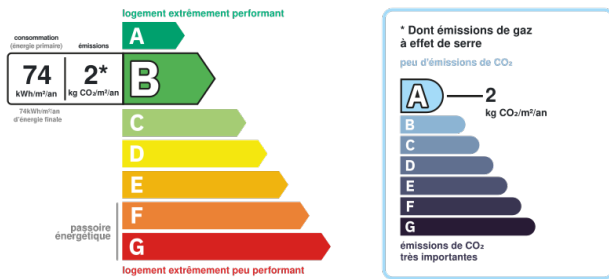 logement extrêmement performant
consommation
(énergie primaire)
émissions
74
kWh/m²/an
2*
kg CO₂/m²/an
74kWh/m²/an
d'énergie finale
A
B
C
D
E
F
G
passoire
énergétique
logement extrêmement peu performant
* Dont émissions de gaz
à effet de serre
peu d'émissions de CO₂
A
2
kg CO₂/m²/an
B
C
D
E
F
G
émissions de CO₂
très importantes